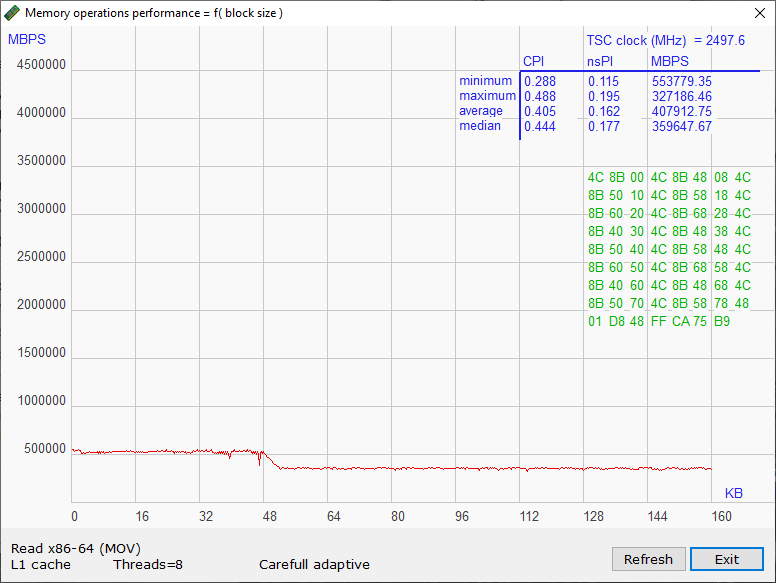 Memory operations performance = f( block size )
MBPS
TSC clock (MHz) = 2497.6
CPI nsPI MBPS
minimum 0.288 0.115 553779.35
maximum 0.488 0.195 327186.46
average 0.405 0.162 407912.75
median 0.444 0.177 359647.67
4C 8B 00 4C 8B 48 08 4C
8B 50 10 4C 8B 58 18 4C
8B 60 20 4C 8B 68 28 4C
8B 40 30 4C 8B 48 38 4C
8B 50 40 4C 8B 58 48 4C
8B 60 50 4C 8B 68 58 4C
8B 40 60 4C 8B 48 68 4C
8B 50 70 4C 8B 58 78 48
01 D8 48 FF CA 75 B9
4500000
4000000
3500000
3000000
2500000
2000000
1500000
1000000
500000
KB
0 16 32 48 64 80 96 112 128 144 160
Read x86-64 (MOV)
L1 cache Threads=8 Carefull adaptive
Refresh Exit